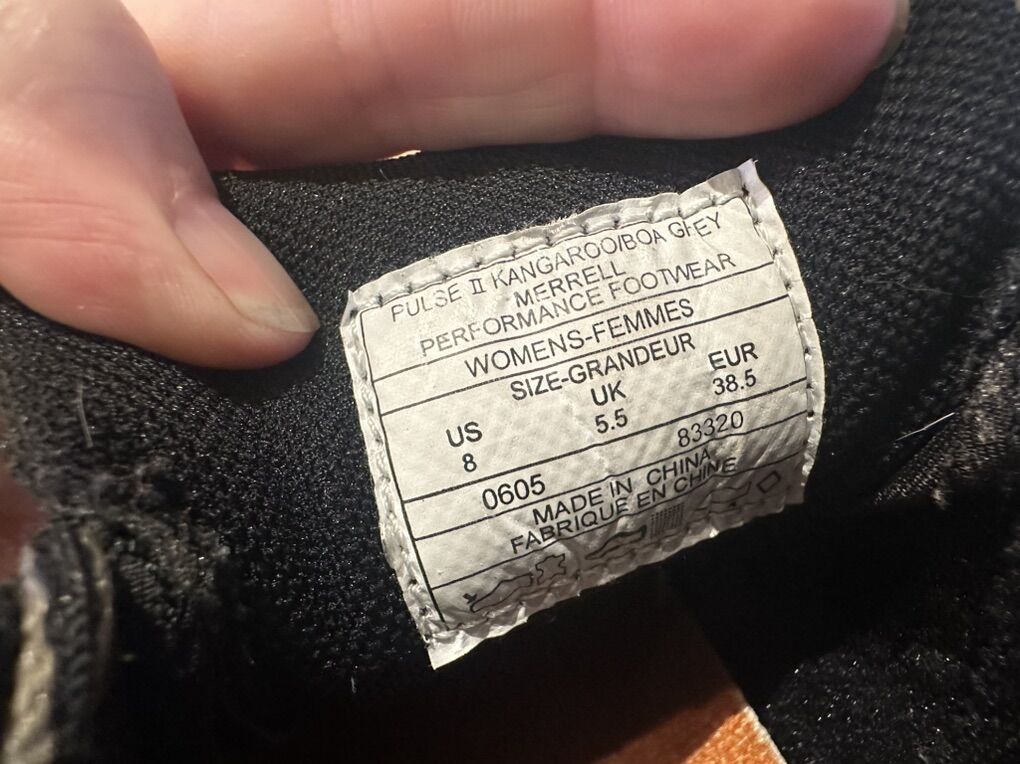 PULSE II KANGAROO/BOA GREY
MERRELL
PERFORMANCE FOOTWEAR
WOMENS-FEMMES
SIZE-GRANDEUR
US UK EUR
8 5.5 38.5
0605 83320
MADE IN CHINA
FABRIQUE EN CHINE